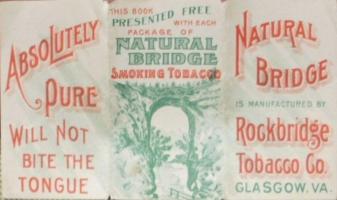 ABSOLUTELY
PURE
WILL NOT
BITE THE
TONGUE
THIS BOOK
PRESENTED FREE
WITH EACH
PACKAGE OF
NATURAL
BRIDGE
SMOKING TOBACCO
NATURAL
BRIDGE
IS MANUFACTURED BY
Rockbridge
Tobacco Co.
GLASGOW. VA.